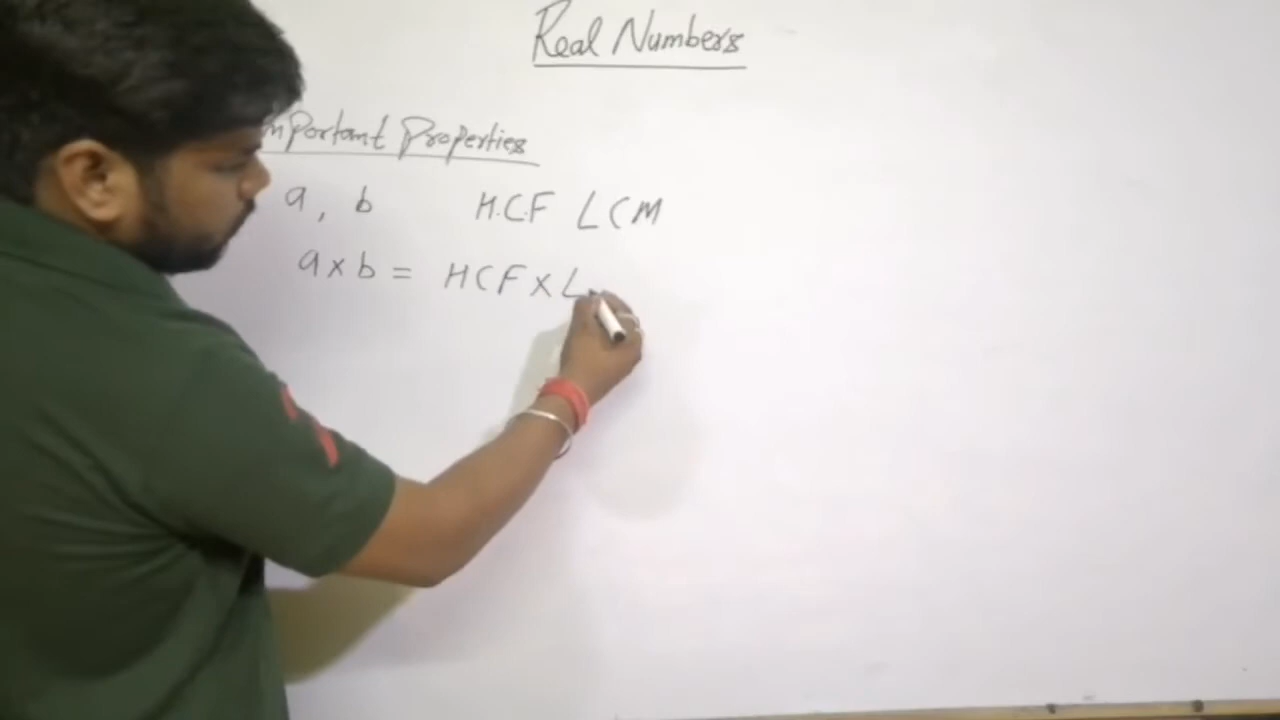 Real Numbers
mportant Properties
a, b H.C.F LCM
a×b = HCF×L